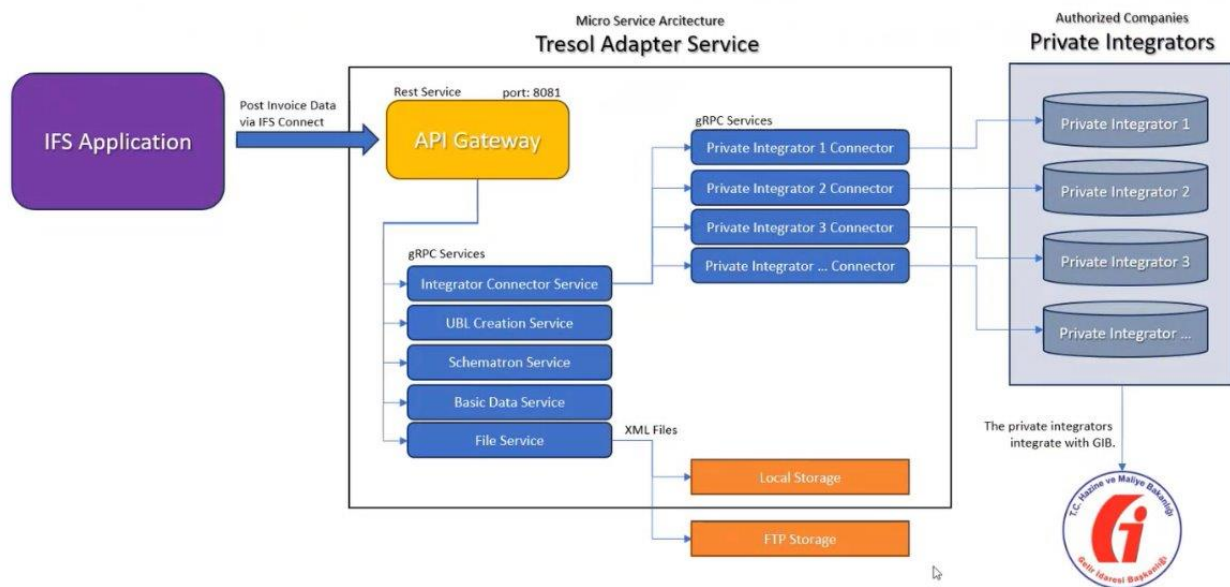 Micro Service Arcitecture
Tresol Adapter Service
Authorized Companies
Private Integrators
IFS Application
Post Invoice Data
via IFS Connect
Rest Service
port: 8081
API Gateway
gRPC Services
Private Integrator 1 Connector
Private Integrator 2 Connector
Private Integrator 3 Connector
Private Integrator ... Connector
Private Integrator 1
Private Integrator 2
Private Integrator 3
Private Integrator ...
gRPC Services
Integrator Connector Service
UBL Creation Service
Schematron Service
Basic Data Service
File Service
XML Files
Local Storage
FTP Storage
The private integrators
integrate with GIB.
T.C. Hazine ve Maliye Bakanlığı
Gelir İdaresi Başkanlığı